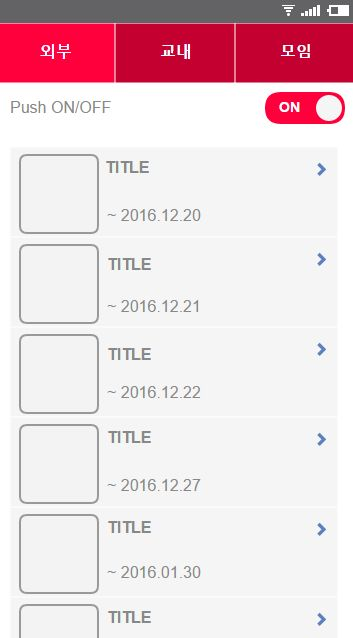 외부 교내 모임
Push ON/OFF ON
TITLE
~ 2016.12.20
TITLE
~ 2016.12.21
TITLE
~ 2016.12.22
TITLE
~ 2016.12.27
TITLE
~ 2016.01.30
TITLE